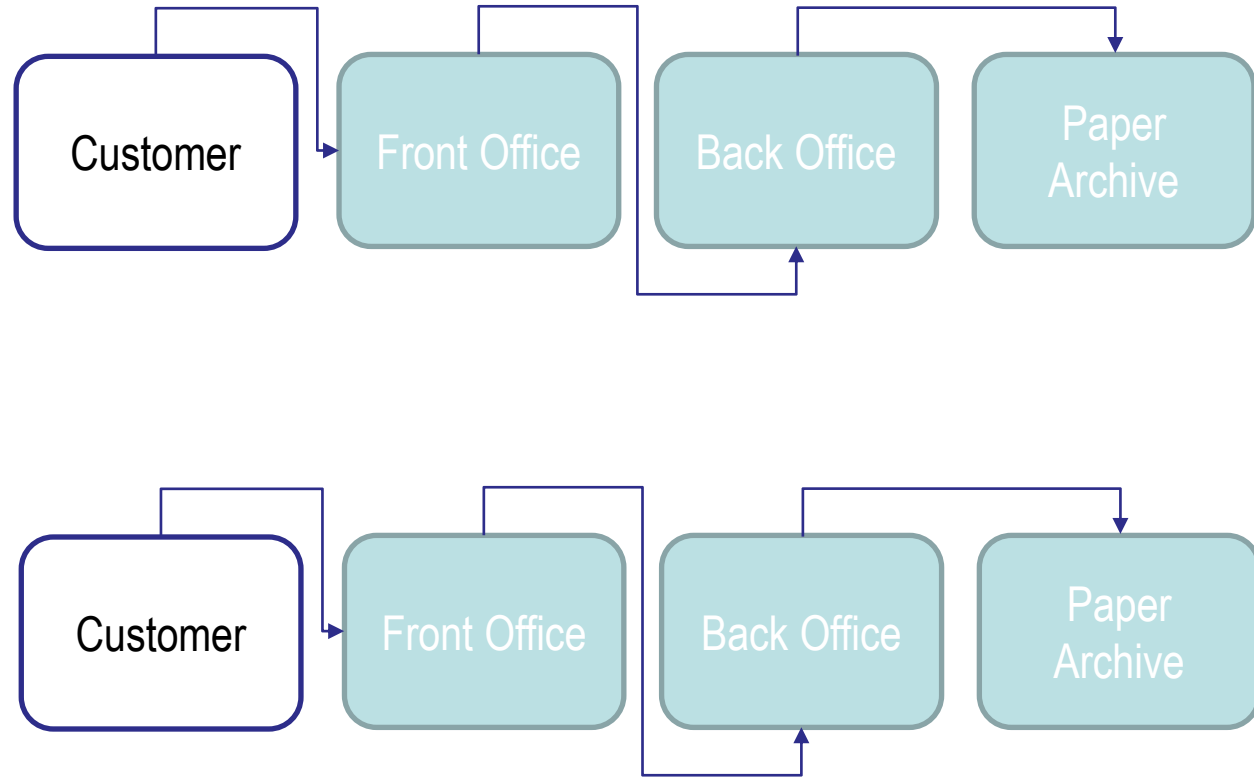 Customer
Front Office
Back Office
Paper
Archive
Customer
Front Office
Back Office
Paper
Archive